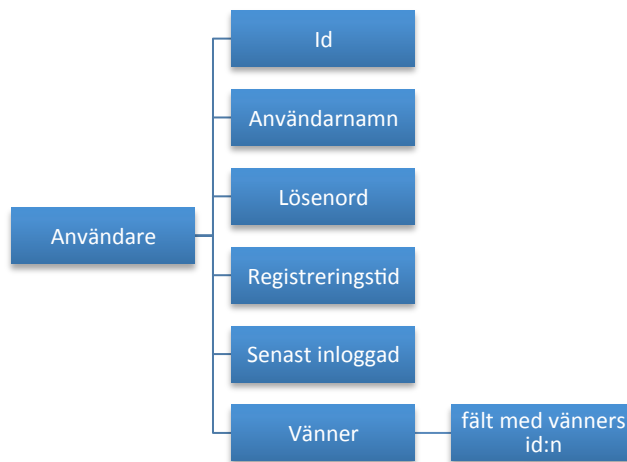 Id
Användarnamn
Lösenord
Användare
Registreringstid
Senast inloggad
Vänner
fält med vänners
id:n